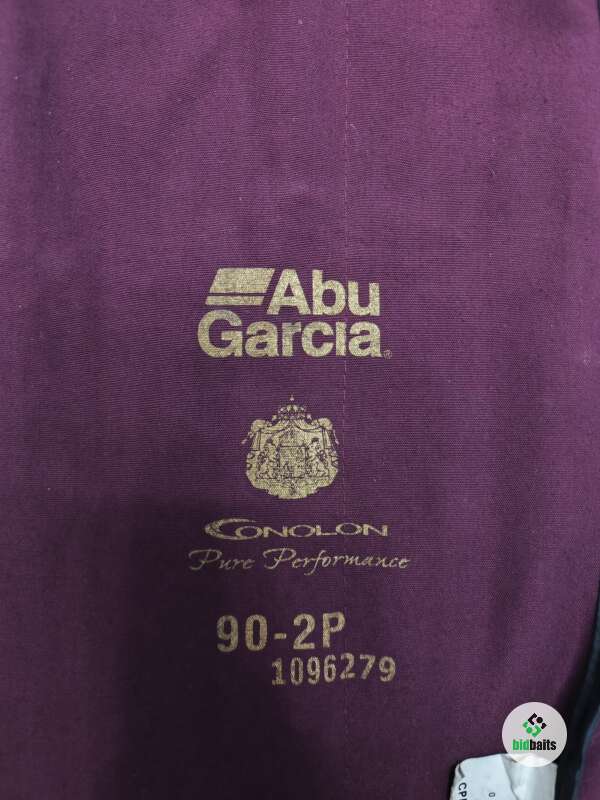 Abu
Garcia®
CONOLON
Pure Performance
90-2P
1096279
bidbaits